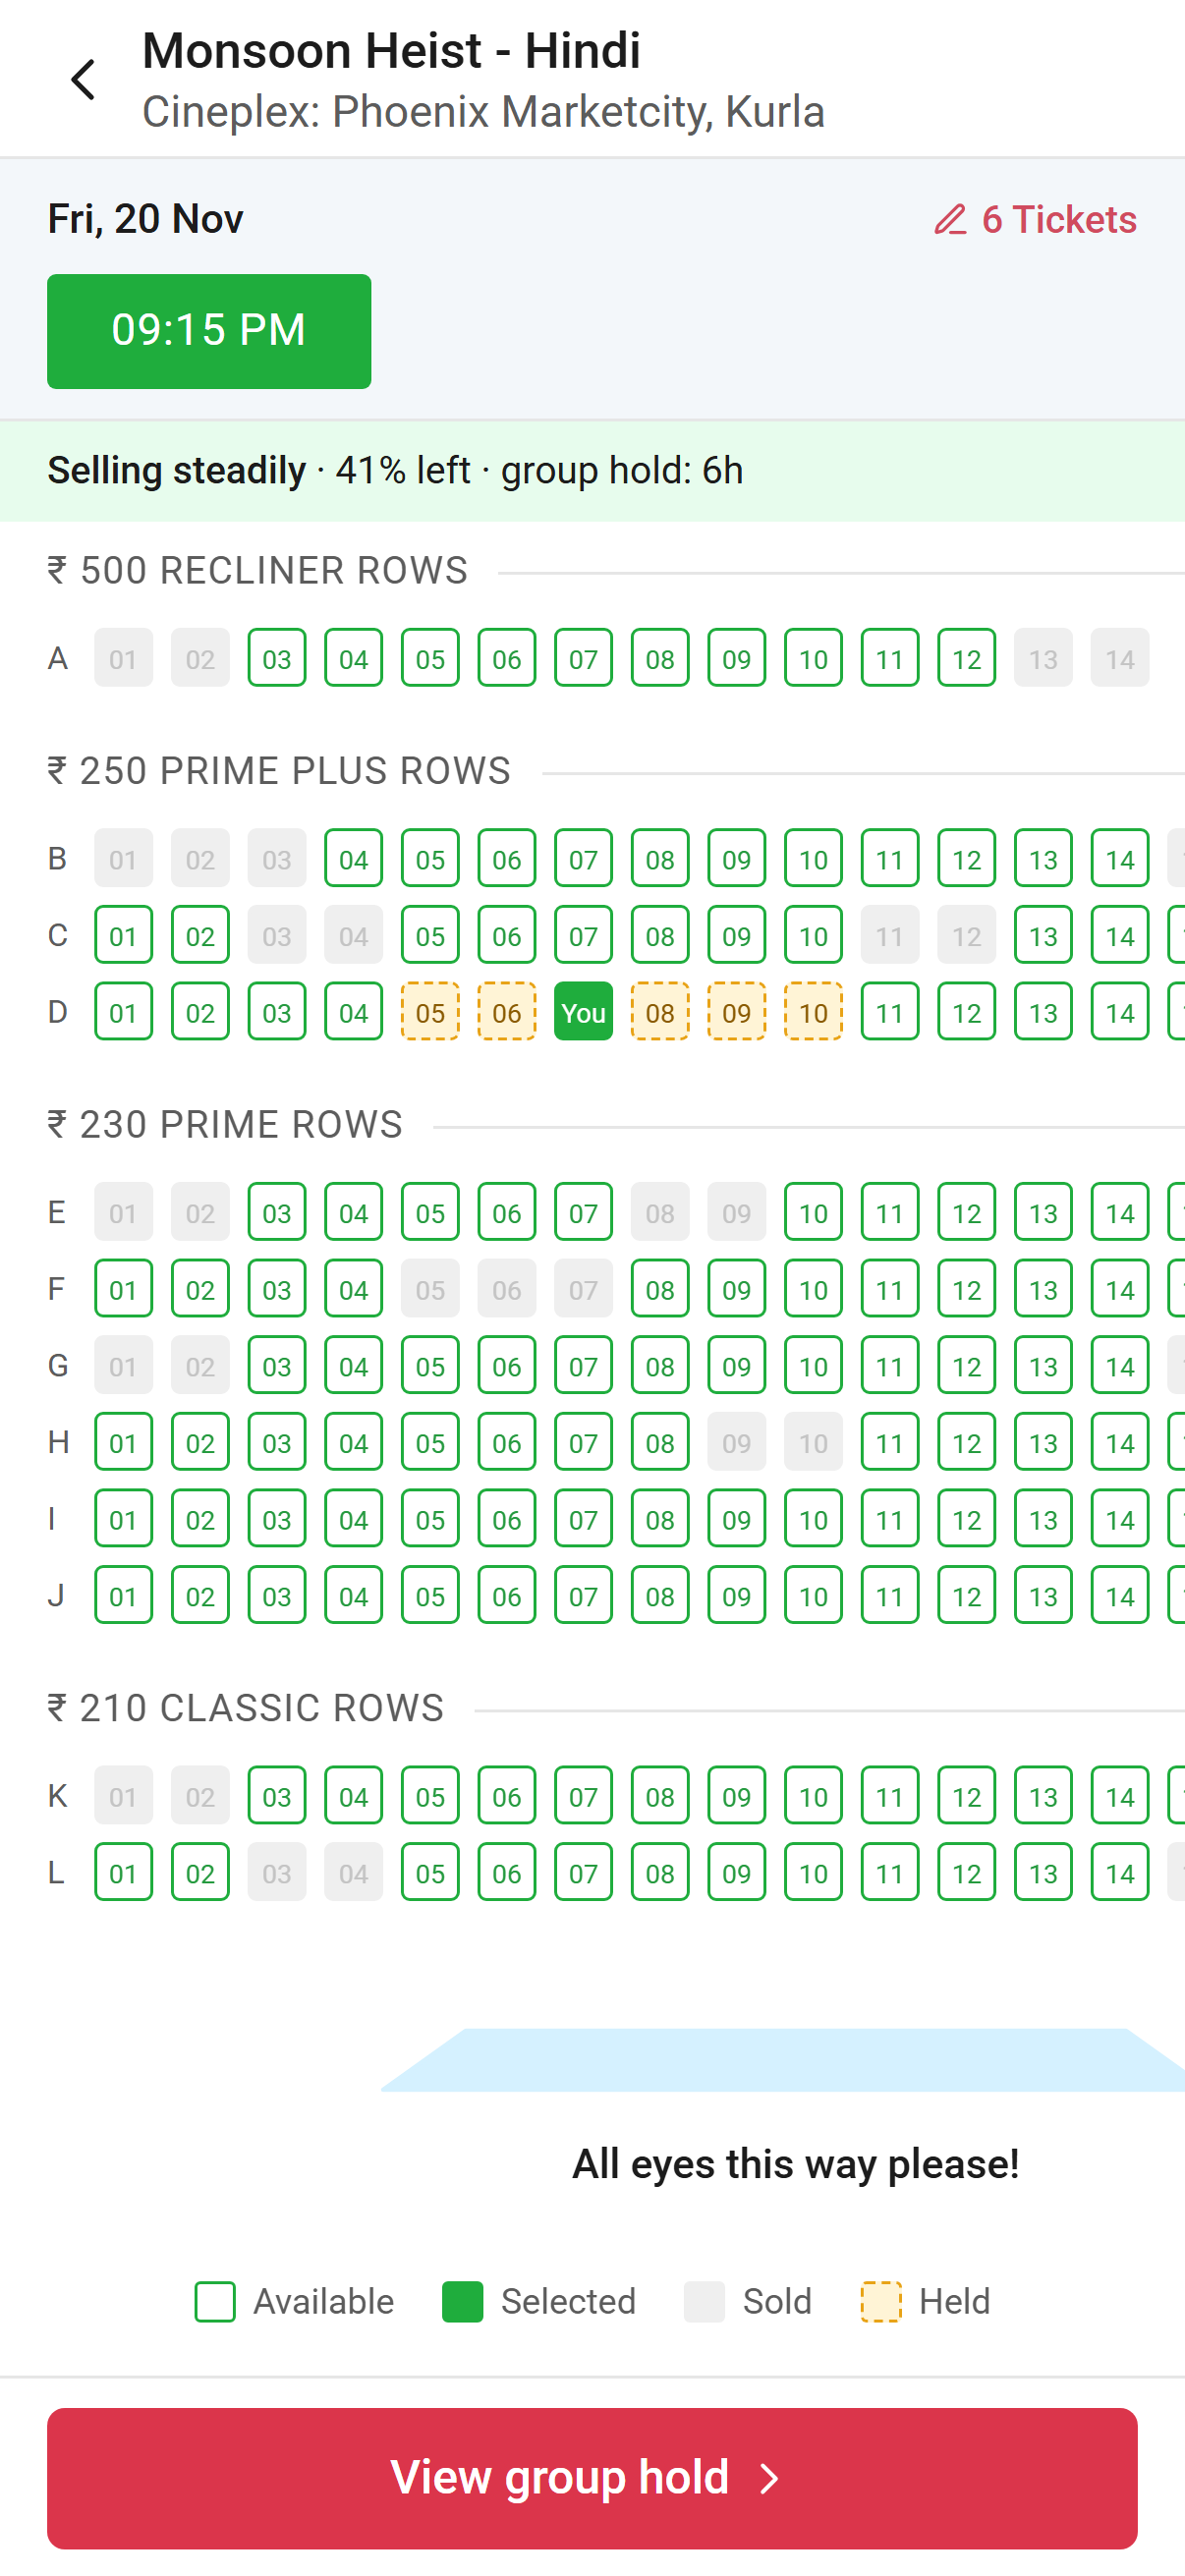 Monsoon Heist - Hindi
Cineplex: Phoenix Marketcity, Kurla
Fri, 20 Nov
6 Tickets
09:15 PM
Selling steadily · 41% left · group hold: 6h
₹ 500 RECLINER ROWS
A 01 02 03 04 05 06 07 08 09 10 11 12 13 14
₹ 250 PRIME PLUS ROWS
B 01 02 03 04 05 06 07 08 09 10 11 12 13 14
C 01 02 03 04 05 06 07 08 09 10 11 12 13 14
D 01 02 03 04 05 06 You 08 09 10 11 12 13 14
₹ 230 PRIME ROWS
E 01 02 03 04 05 06 07 08 09 10 11 12 13 14
F 01 02 03 04 05 06 07 08 09 10 11 12 13 14
G 01 02 03 04 05 06 07 08 09 10 11 12 13 14
H 01 02 03 04 05 06 07 08 09 10 11 12 13 14
I 01 02 03 04 05 06 07 08 09 10 11 12 13 14
J 01 02 03 04 05 06 07 08 09 10 11 12 13 14
₹ 210 CLASSIC ROWS
K 01 02 03 04 05 06 07 08 09 10 11 12 13 14
L 01 02 03 04 05 06 07 08 09 10 11 12 13 14
All eyes this way please!
Available Selected Sold Held
View group hold